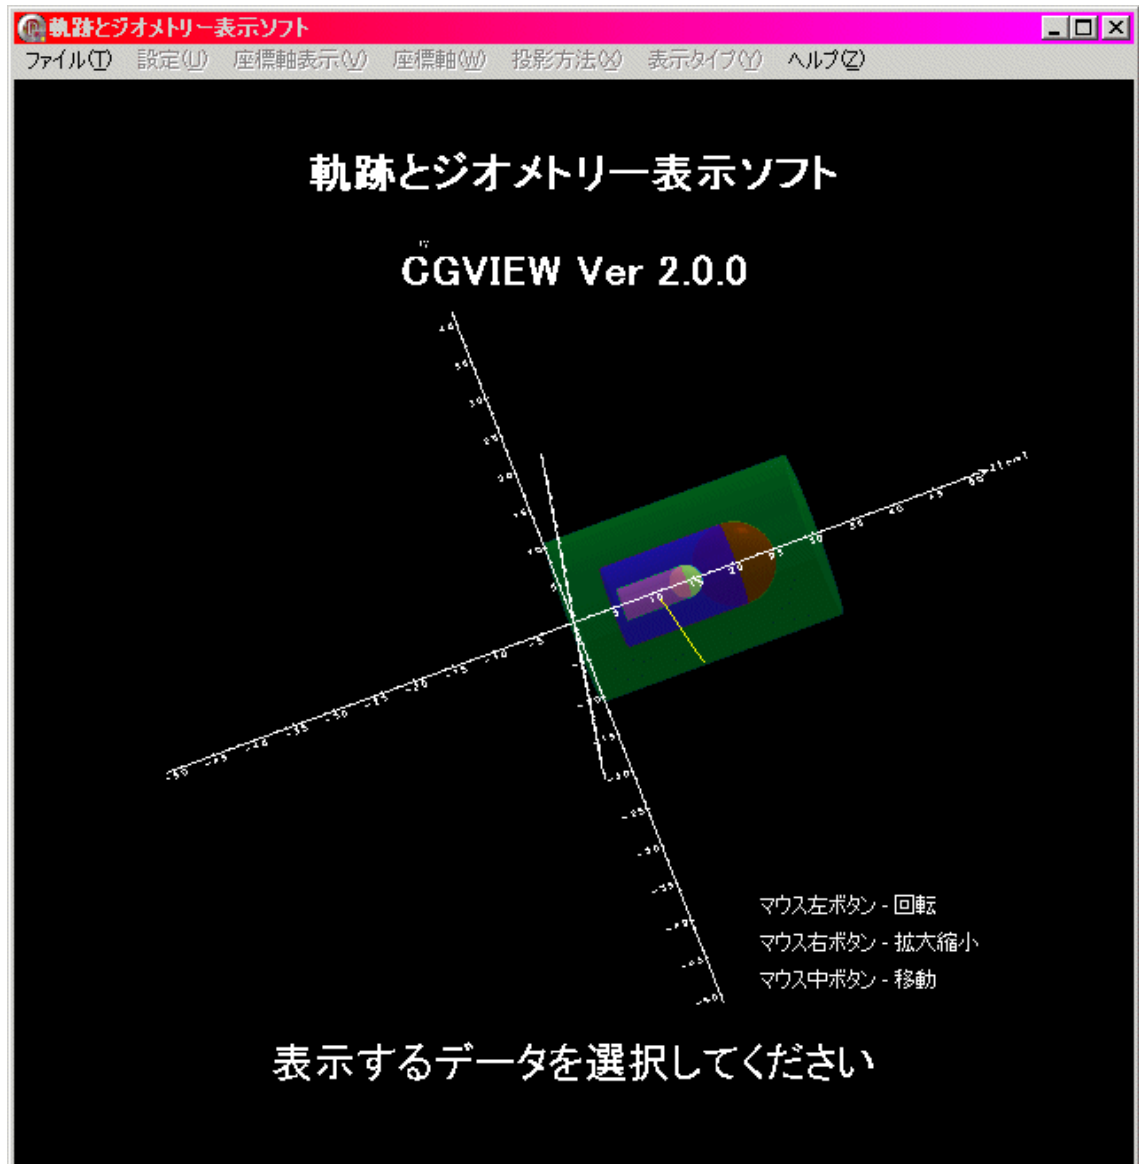 軌跡とジオメトリー表示ソフト
ファイル(T) 設定(U) 座標軸表示(V) 座標軸(W) 投影方法(X) 表示タイプ(Y) ヘルプ(Z)
軌跡とジオメトリー表示ソフト
CGVIEW Ver 2.0.0
マウス左ボタン - 回転
マウス右ボタン - 拡大縮小
マウス中ボタン - 移動
表示するデータを選択してください